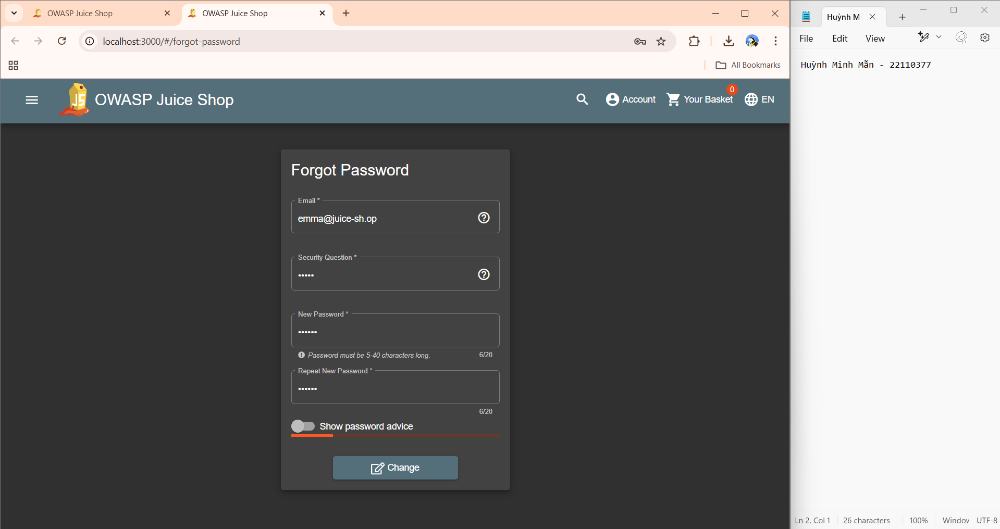 OWASP Juice Shop
OWASP Juice Shop
localhost:3000/#/forgot-password
All Bookmarks
OWASP Juice Shop
Account
0
Your Basket
EN
Forgot Password
Email *
emma@juice-sh.op
Security Question *
•••••
New Password *
••••••
Password must be 5-40 characters long.
6/20
Repeat New Password *
••••••
6/20
Show password advice
Change
Huỳnh M
File Edit View
Huỳnh Minh Mẫn - 22110377
Ln 2, Col 1 26 characters 100% Window UTF-8